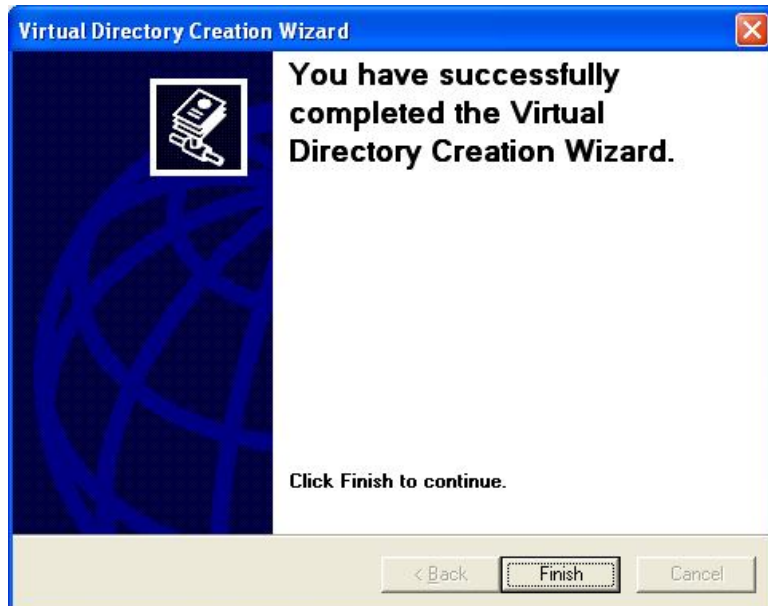 Virtual Directory Creation Wizard
You have successfully
completed the Virtual
Directory Creation Wizard.
Click Finish to continue.
< Back Finish Cancel